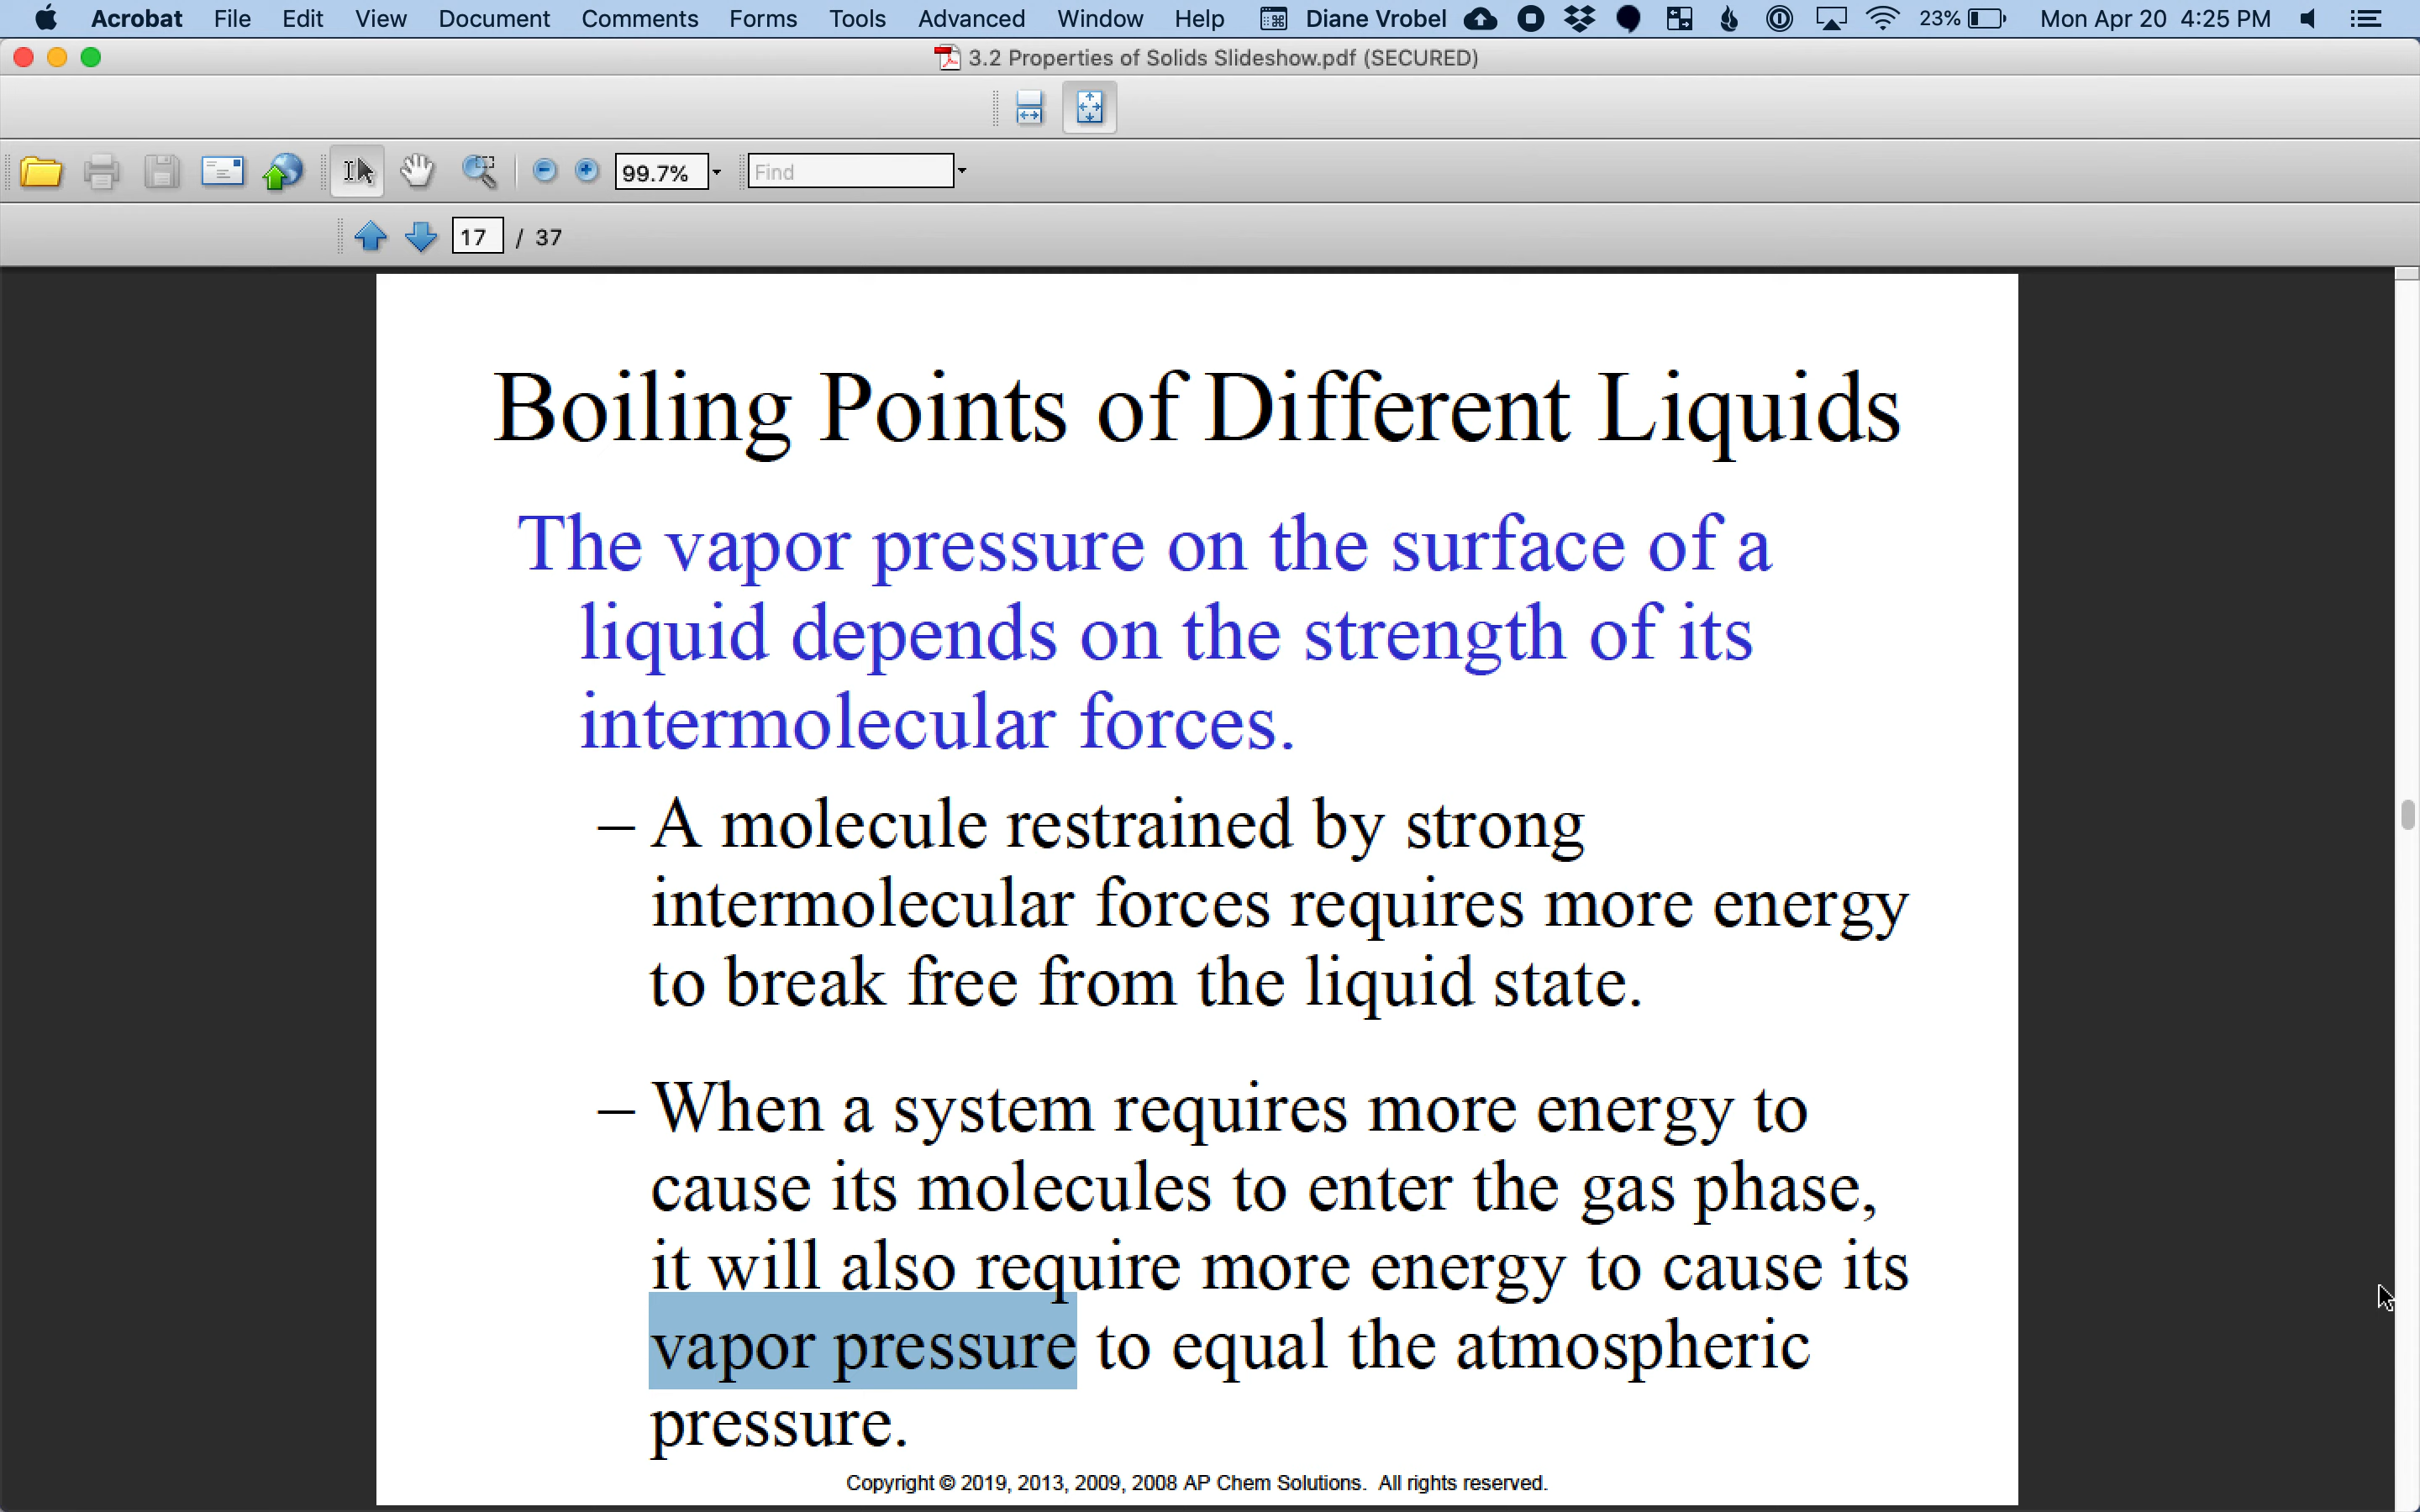 Acrobat File Edit View Document Comments Forms Tools Advanced Window Help Diane Vrobel 23% Mon Apr 20 4:25 PM
3.2 Properties of Solids Slideshow.pdf (SECURED)
99.7% Find
17 / 37
Boiling Points of Different Liquids
The vapor pressure on the surface of a
liquid depends on the strength of its
intermolecular forces.
– A molecule restrained by strong
intermolecular forces requires more energy
to break free from the liquid state.
– When a system requires more energy to
cause its molecules to enter the gas phase,
it will also require more energy to cause its
vapor pressure to equal the atmospheric
pressure.
Copyright © 2019, 2013, 2009, 2008 AP Chem Solutions. All rights reserved.